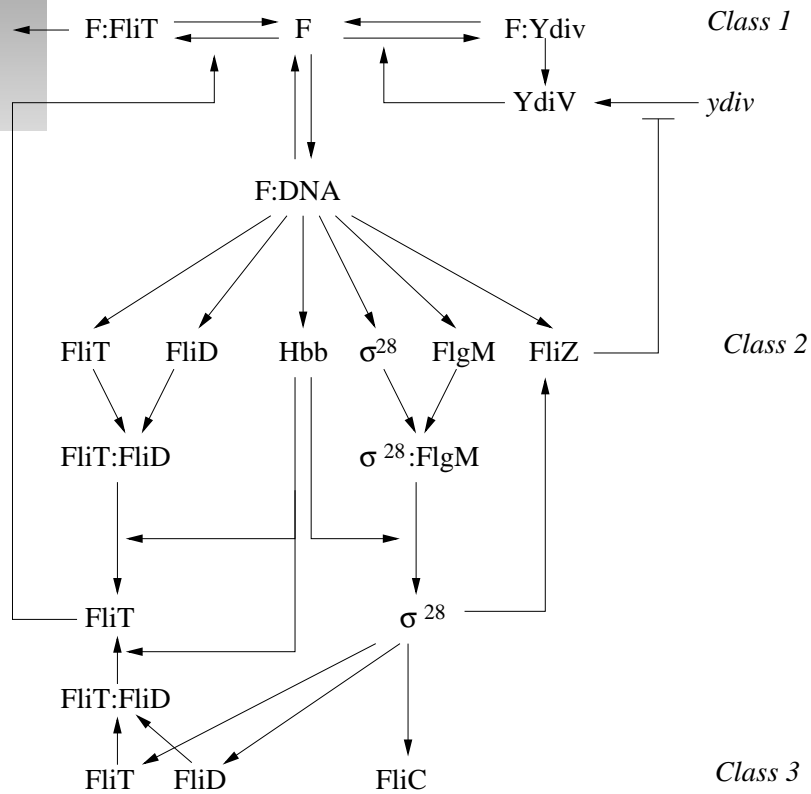 F:FliT F F:Ydiv Class 1
YdiV ydiv
F:DNA
FliT FliD Hbb σ28 FlgM FliZ Class 2
FliT:FliD σ 28:FlgM
FliT σ 28
FliT:FliD
FliT FliD FliC Class 3